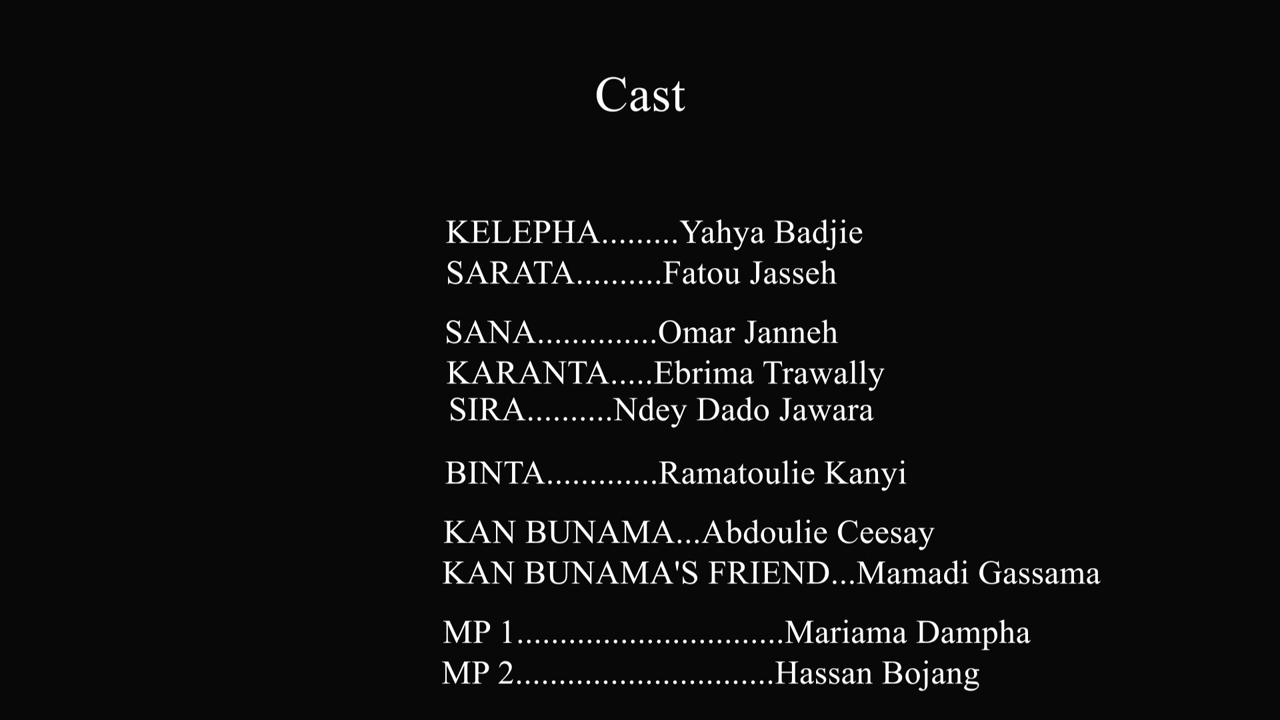 Cast
KELEPHA.........Yahya Badjie
SARATA..........Fatou Jasseh
SANA..............Omar Janneh
KARANTA.....Ebrima Trawally
SIRA..........Ndey Dado Jawara
BINTA.............Ramatoulie Kanyi
KAN BUNAMA...Abdoulie Ceesay
KAN BUNAMA'S FRIEND...Mamadi Gassama
MP 1...............................Mariama Dampha
MP 2..............................Hassan Bojang